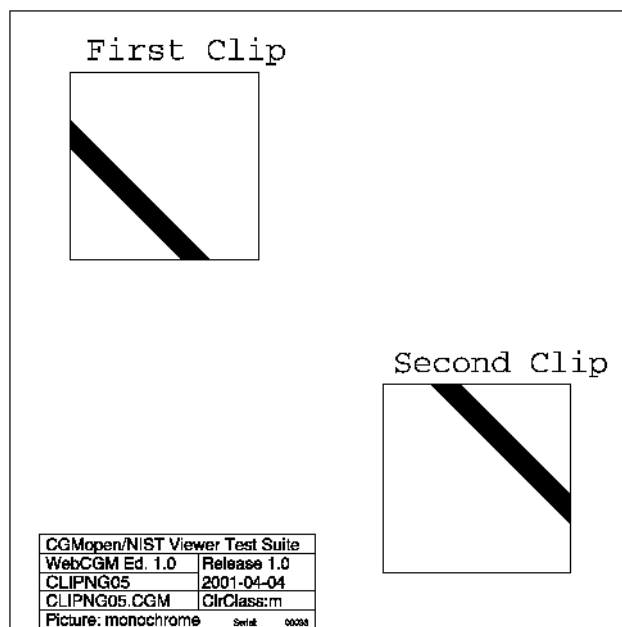 First Clip
Second Clip
CGMopen/NIST Viewer Test Suite
WebCGM Ed. 1.0 Release 1.0
CLIPNG05 2001-04-04
CLIPNG05.CGM ClrClass:m
Picture: monochrome Serial: